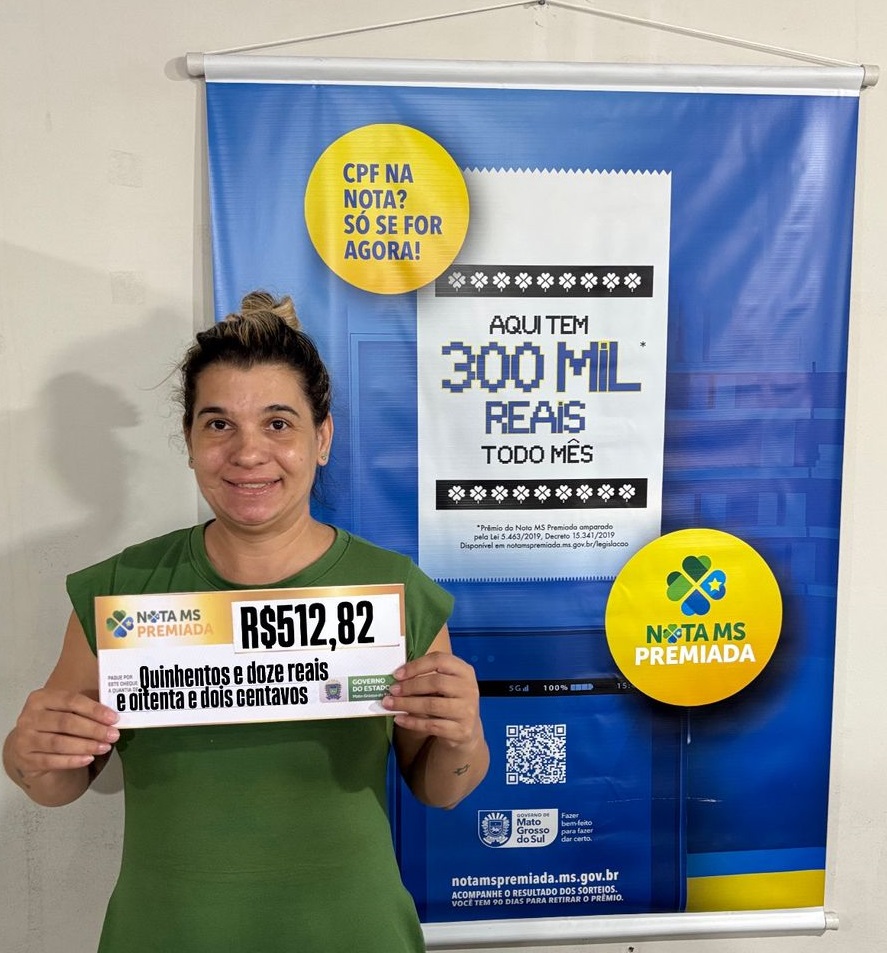 CPF NA
NOTA?
SÓ SE FOR
AGORA!
AQUI TEM
300 MIL*
REAIS
TODO MÊS
*Prêmio da Nota MS Premiada amparado
pela Lei 5.463/2019, Decreto 15.341/2019
Disponível em notamspremiada.ms.gov.br/legislacao
NOTA MS
PREMIADA
NOTA MS
PREMIADA
R$512,82
PAGUE POR
ESTE CHEQUE
A QUANTIA DE
Quinhentos e doze reais
e oitenta e dois centavos
GOVERNO
DO ESTADO
Mato Grosso do
5G
100%
15:
GOVERNO DE
Mato
Grosso
do Sul
Fazer
bem-feito
para fazer
dar certo.
notamspremiada.ms.gov.br
ACOMPANHE O RESULTADO DOS SORTEIOS.
VOCÊ TEM 90 DIAS PARA RETIRAR O PRÊMIO.